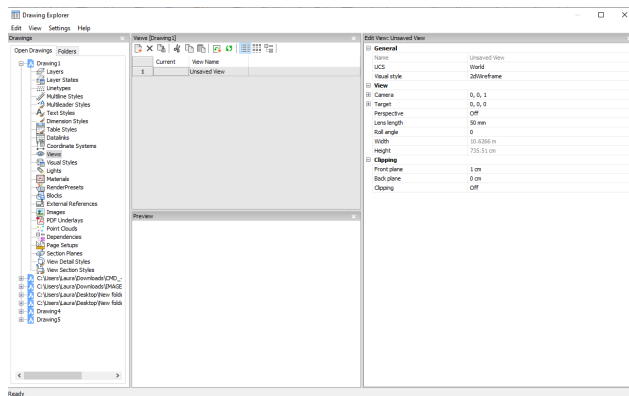 Drawing Explorer
Edit View Settings Help
Drawings
Open Drawings Folders
Drawing1
Layers
Layer States
Linetypes
Multiline Styles
Multileader Styles
Text Styles
Dimension Styles
Table Styles
Datalinks
Coordinate Systems
Views
Visual Styles
Lights
Materials
RenderPresets
Blocks
External References
Images
PDF Underlays
Point Clouds
Dependencies
Page Setups
Section Planes
View Detail Styles
View Section Styles
C:\Users\Laura\Downloads\CMD_-
C:\Users\Laura\Downloads\IMAGE
C:\Users\Laura\Desktop\New folde
C:\Users\Laura\Desktop\New folde
Drawing4
Drawing5
Ready
Views [Drawing1]
Current View Name
1 Unsaved View
Preview
Edit View: Unsaved View
General
Name Unsaved View
UCS World
Visual style 2dWireframe
View
Camera 0, 0, 1
Target 0, 0, 0
Perspective Off
Lens length 50 mm
Roll angle 0
Width 10.6266 m
Height 735.51 cm
Clipping
Front plane 1 cm
Back plane 0 cm
Clipping Off